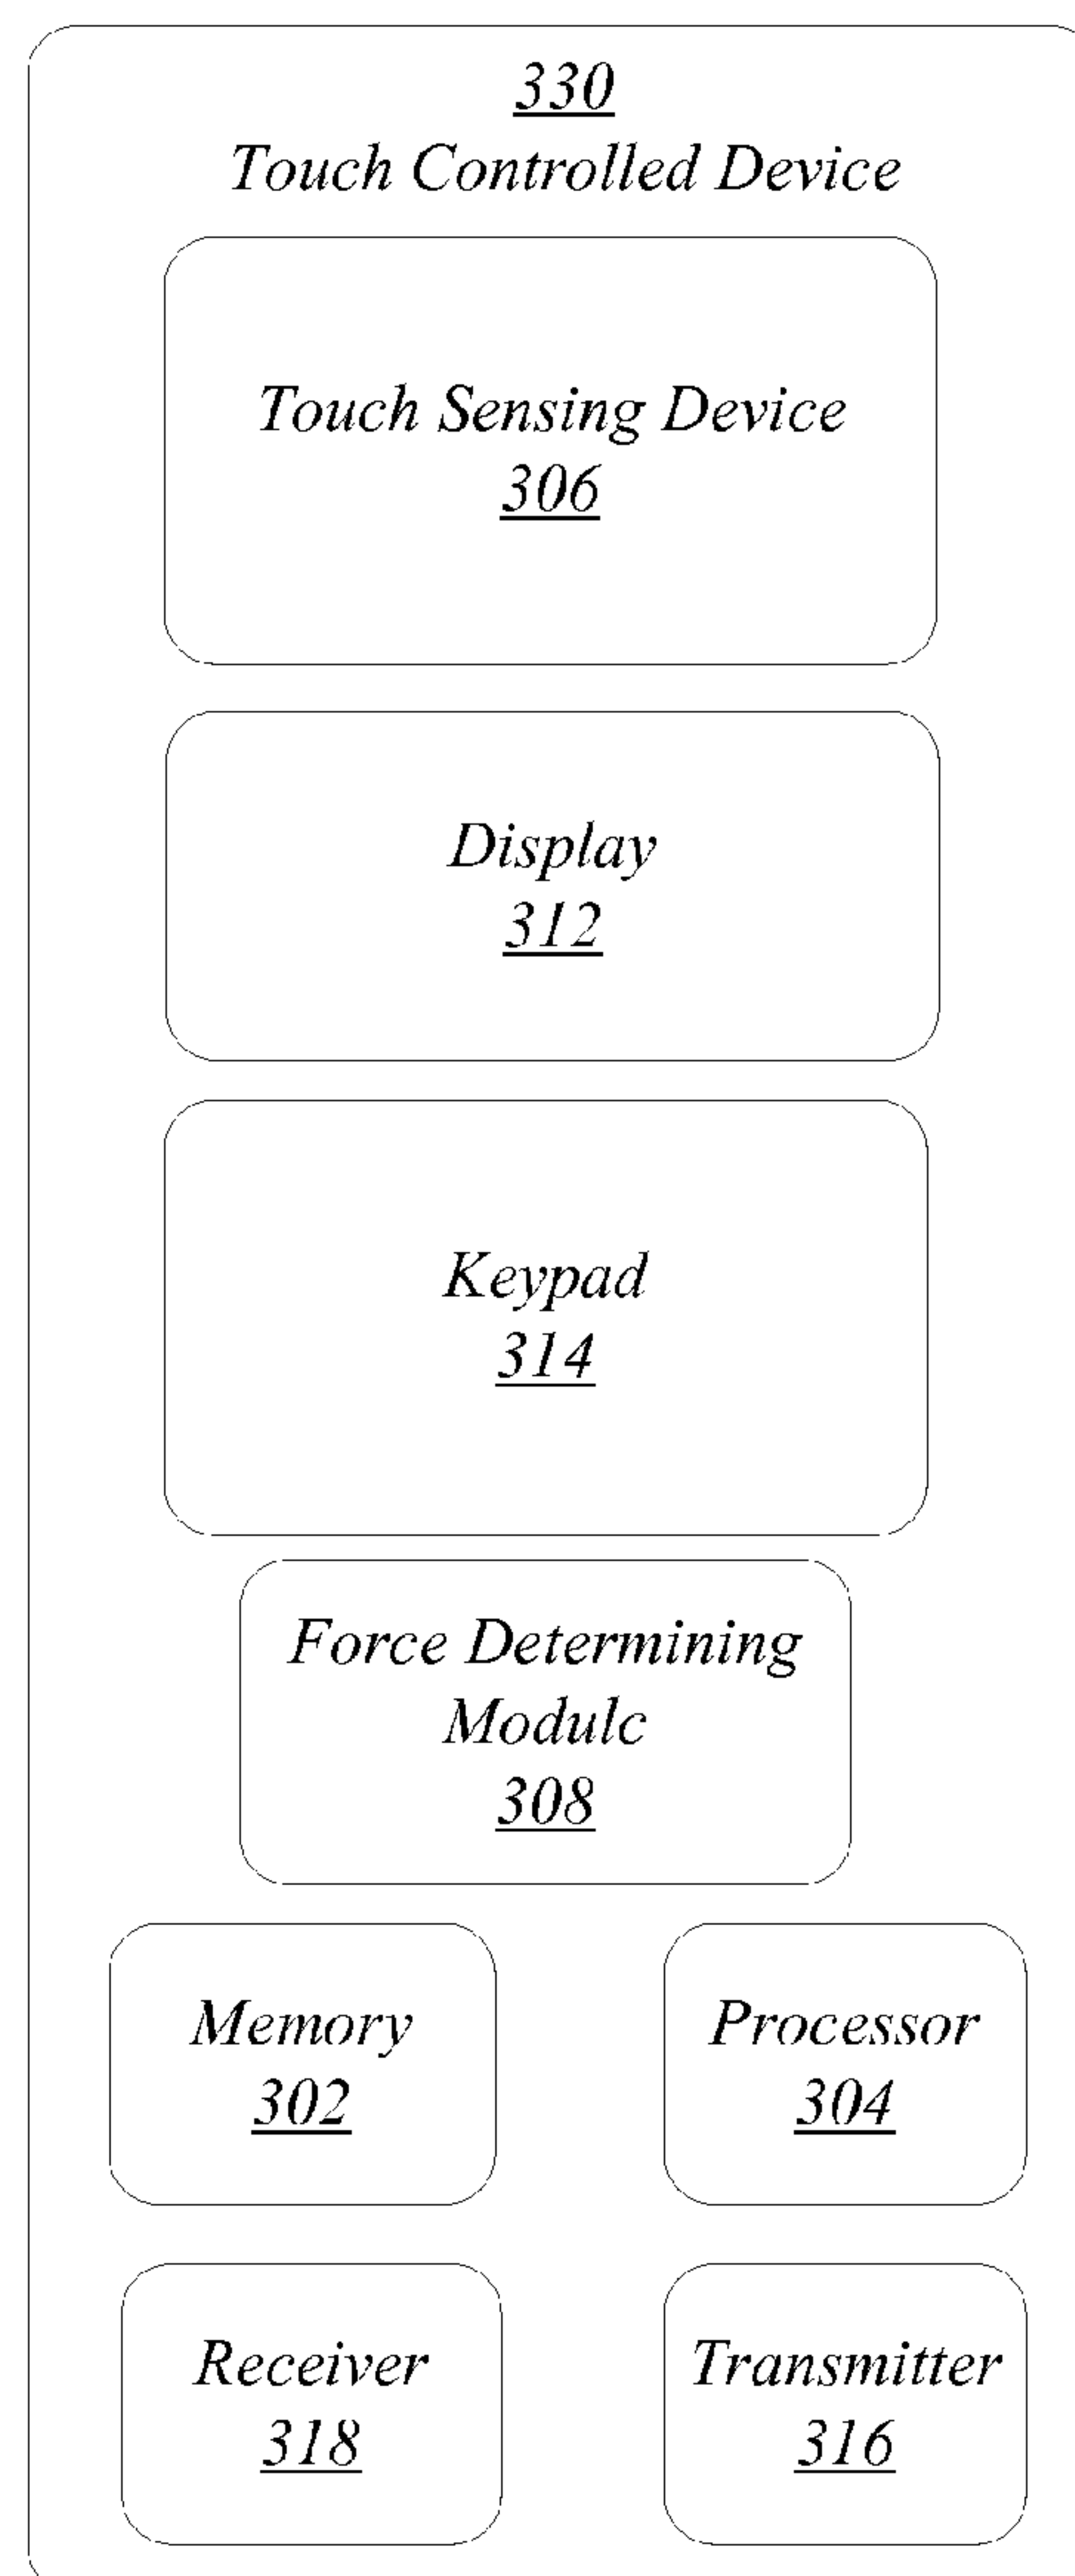 330
Touch Controlled Device
Touch Sensing Device
306
Display
312
Keypad
314
Force Determining
Module
308
Memory
302
Processor
304
Receiver
318
Transmitter
316